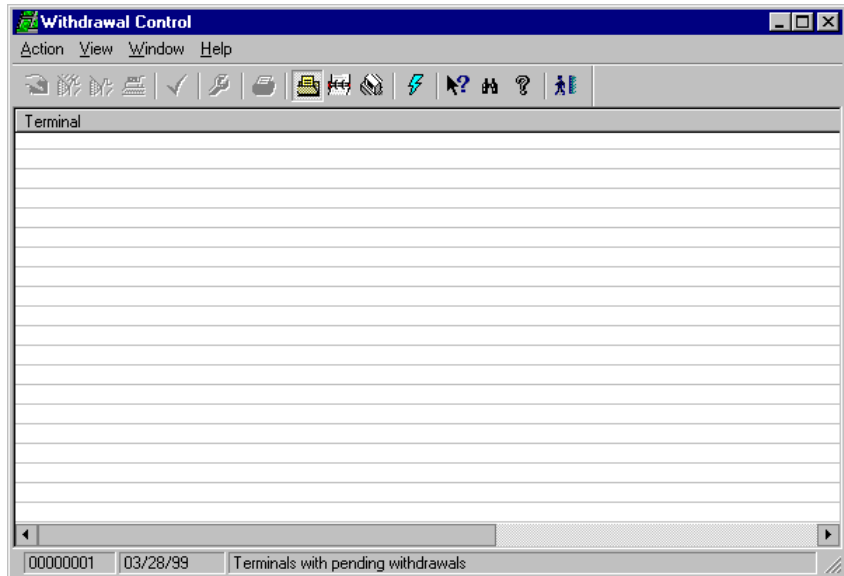 Withdrawal Control
Action View Window Help
Terminal
00000001 03/28/99 Terminals with pending withdrawals